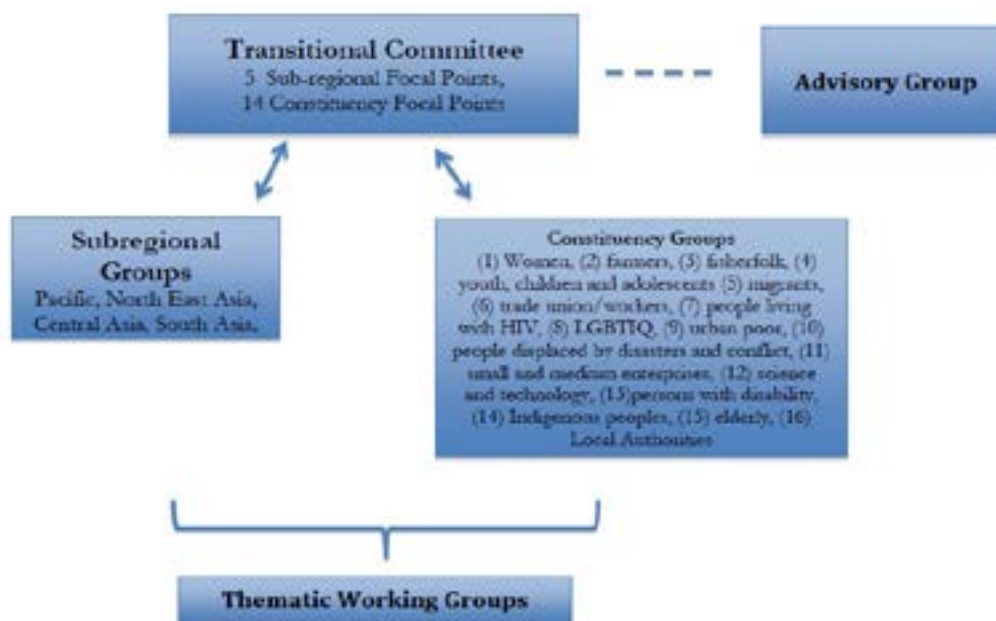 Transitional Committee
5 Sub-regional Focal Points,
14 Constituency Focal Points
Advisory Group
Subregional
Groups
Pacific, North East Asia,
Central Asia, South Asia,
Constituency Groups
(1) Women, (2) farmers, (3) fisherfolk, (4)
youth, children and adolescents (5) migrants,
(6) trade union/workers, (7) people living
with HIV, (8) LGBTIQ, (9) urban poor, (10)
people displaced by disasters and conflict, (11)
small and medium enterprises, (12) science
and technology, (13)persons with disability,
(14) Indigenous peoples, (15) elderly, (16)
Local Authorities
Thematic Working Groups